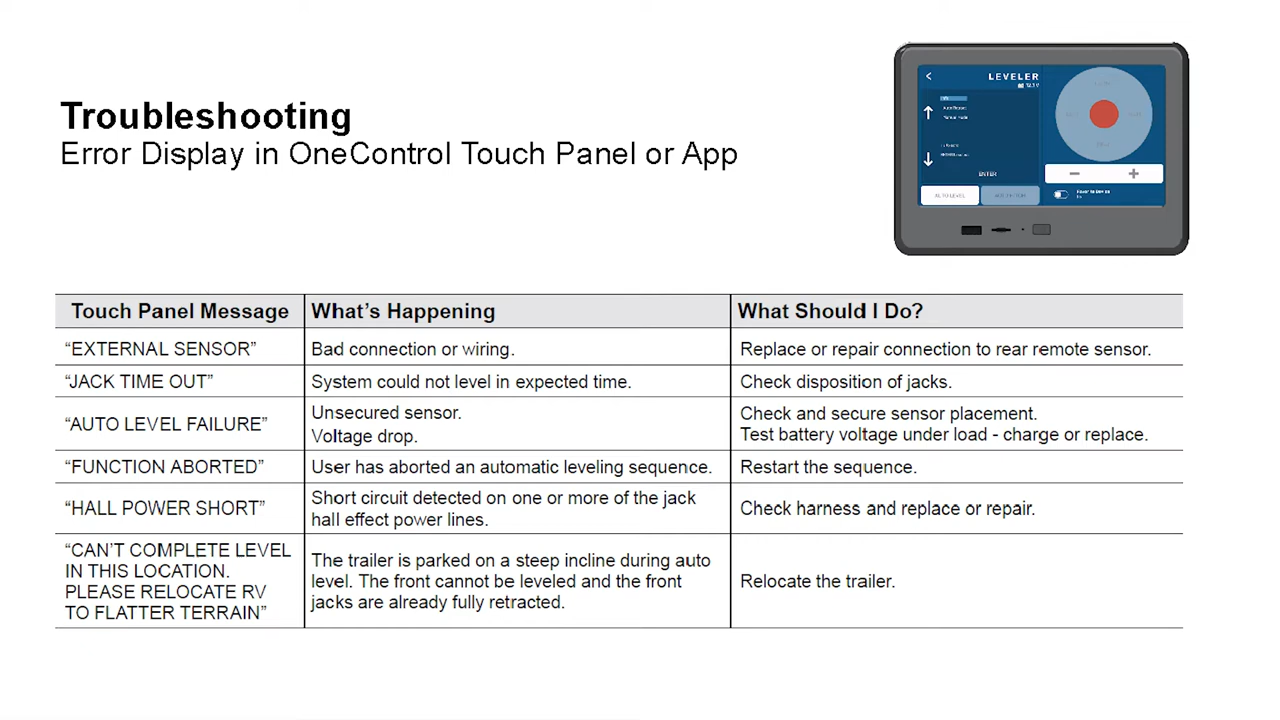 Troubleshooting
Error Display in OneControl Touch Panel or App
LEVELER
ENTER
AUTO LEVEL
Touch Panel Message What's Happening What Should I Do?
“EXTERNAL SENSOR” Bad connection or wiring. Replace or repair connection to rear remote sensor.
“JACK TIME OUT” System could not level in expected time. Check disposition of jacks.
“AUTO LEVEL FAILURE” Unsecured sensor. Check and secure sensor placement.
Voltage drop. Test battery voltage under load - charge or replace.
“FUNCTION ABORTED” User has aborted an automatic leveling sequence. Restart the sequence.
“HALL POWER SHORT” Short circuit detected on one or more of the jack
hall effect power lines. Check harness and replace or repair.
“CAN'T COMPLETE LEVEL
IN THIS LOCATION.
PLEASE RELOCATE RV
TO FLATTER TERRAIN” The trailer is parked on a steep incline during auto
level. The front cannot be leveled and the front
jacks are already fully retracted. Relocate the trailer.